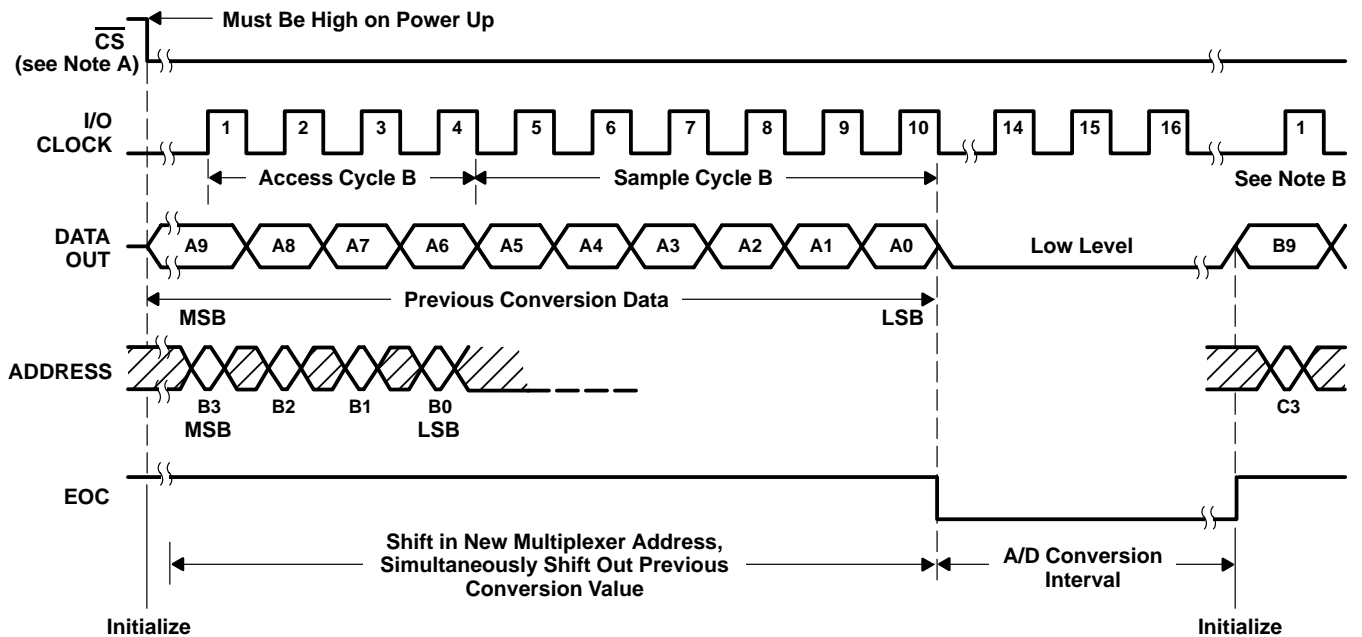 Must Be High on Power Up
CS
(see Note A)
I/O
CLOCK
1 2 3 4 5 6 7 8 9 10 14 15 16 1
Access Cycle B Sample Cycle B See Note B
DATA
OUT
A9 A8 A7 A6 A5 A4 A3 A2 A1 A0 Low Level B9
Previous Conversion Data
MSB LSB
ADDRESS
B3 B2 B1 B0 C3
MSB LSB
EOC
Shift in New Multiplexer Address,
Simultaneously Shift Out Previous
Conversion Value
A/D Conversion
Interval
Initialize Initialize